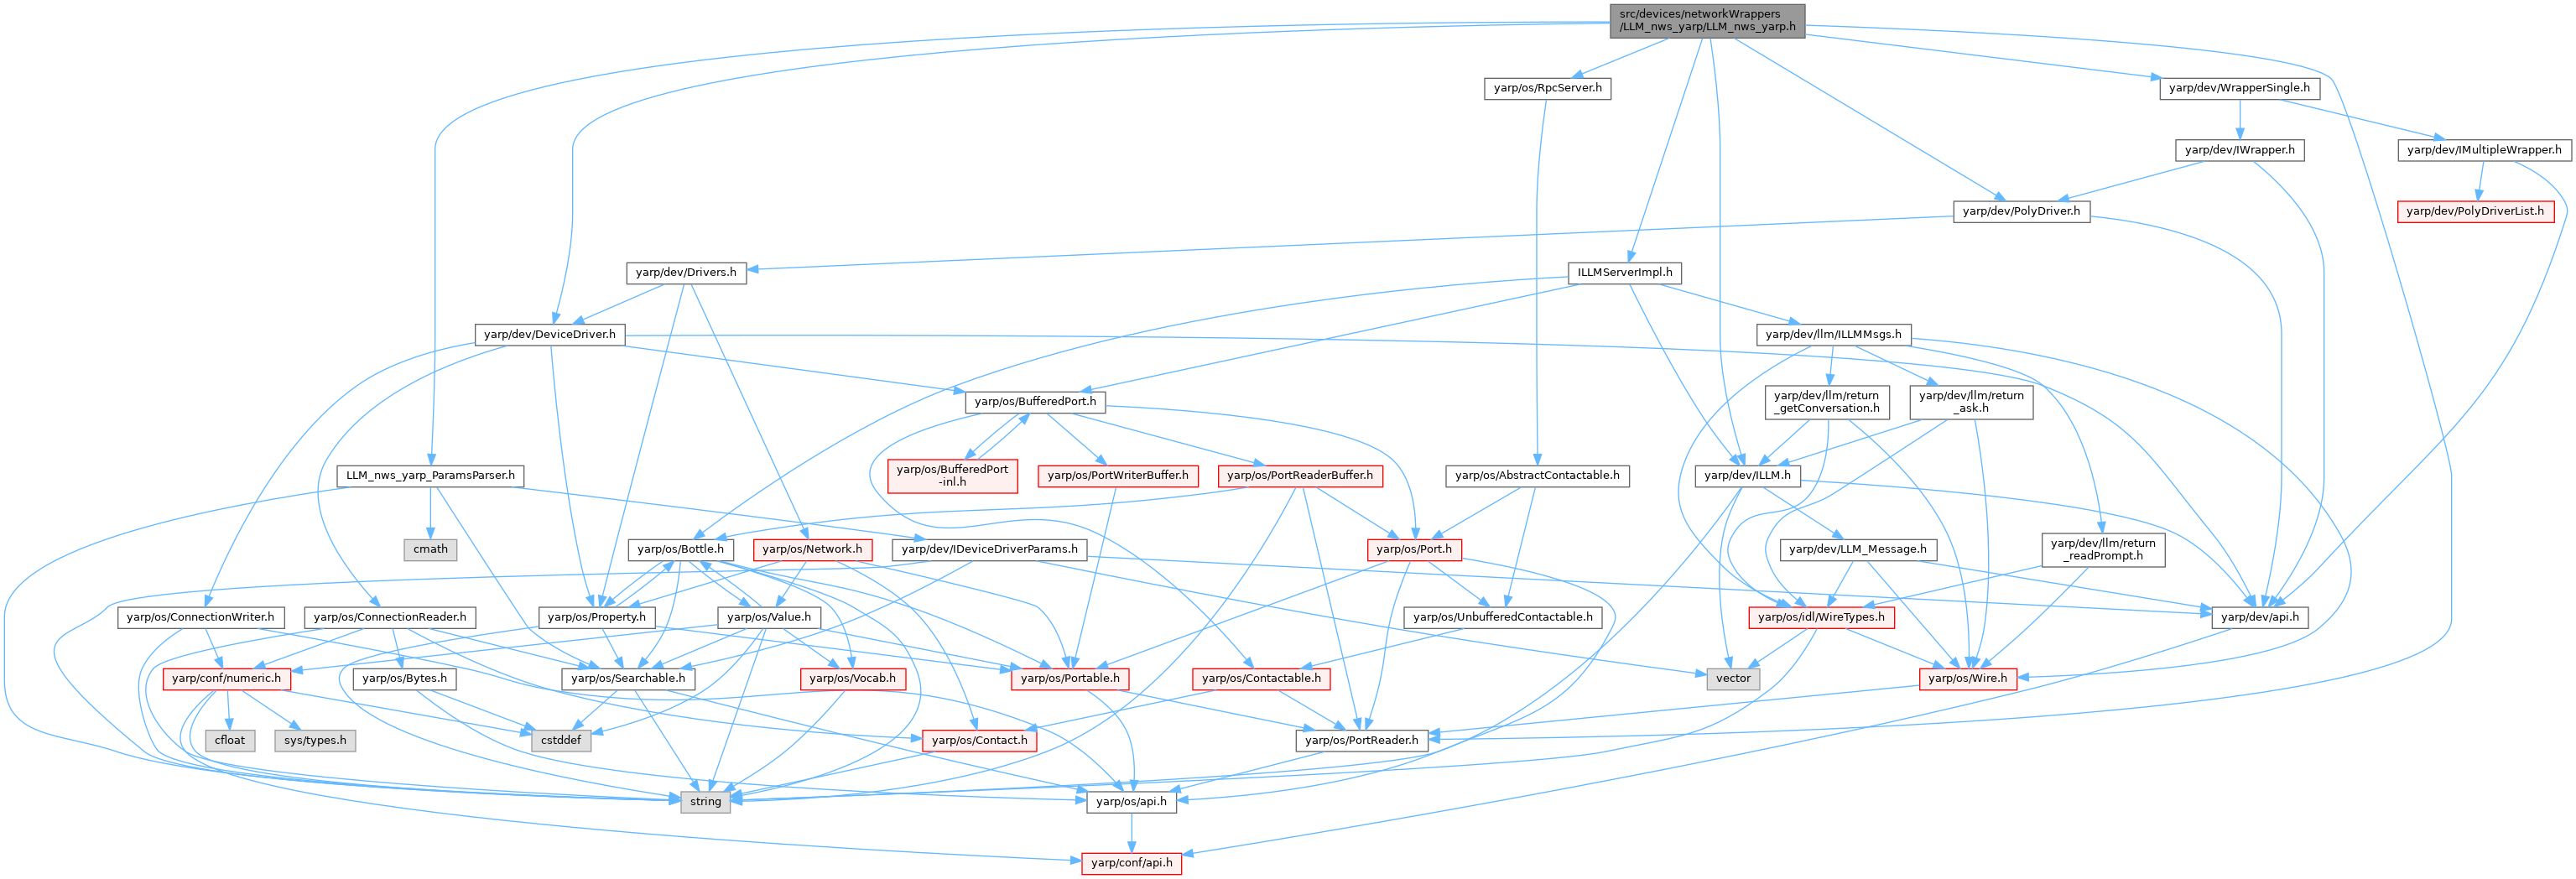 src/devices/networkWrappers
/LLM_nws_yarp/LLM_nws_yarp.h
yarp/os/RpcServer.h
yarp/dev/WrapperSingle.h
yarp/dev/IWrapper.h
yarp/dev/IMultipleWrapper.h
yarp/dev/PolyDriver.h
yarp/dev/PolyDriverList.h
yarp/dev/Drivers.h
ILLMServerImpl.h
yarp/dev/DeviceDriver.h
yarp/dev/llm/ILLMMsgs.h
yarp/os/BufferedPort.h
yarp/dev/llm/return
_getConversation.h
yarp/dev/llm/return
_ask.h
LLM_nws_yarp_ParamsParser.h
yarp/os/BufferedPort
-inl.h
yarp/os/PortWriterBuffer.h
yarp/os/PortReaderBuffer.h
yarp/os/AbstractContactable.h
yarp/dev/ILLM.h
cmath
yarp/os/Bottle.h
yarp/os/Network.h
yarp/dev/IDeviceDriverParams.h
yarp/os/Port.h
yarp/dev/LLM_Message.h
yarp/dev/llm/return
_readPrompt.h
yarp/os/ConnectionWriter.h
yarp/os/ConnectionReader.h
yarp/os/Property.h
yarp/os/Value.h
yarp/os/UnbufferedContactable.h
yarp/os/idl/WireTypes.h
yarp/dev/api.h
yarp/conf/numeric.h
yarp/os/Bytes.h
yarp/os/Searchable.h
yarp/os/Vocab.h
yarp/os/Portable.h
yarp/os/Contactable.h
vector
yarp/os/Wire.h
cfloat
sys/types.h
cstddef
yarp/os/Contact.h
yarp/os/PortReader.h
string
yarp/os/api.h
yarp/conf/api.h